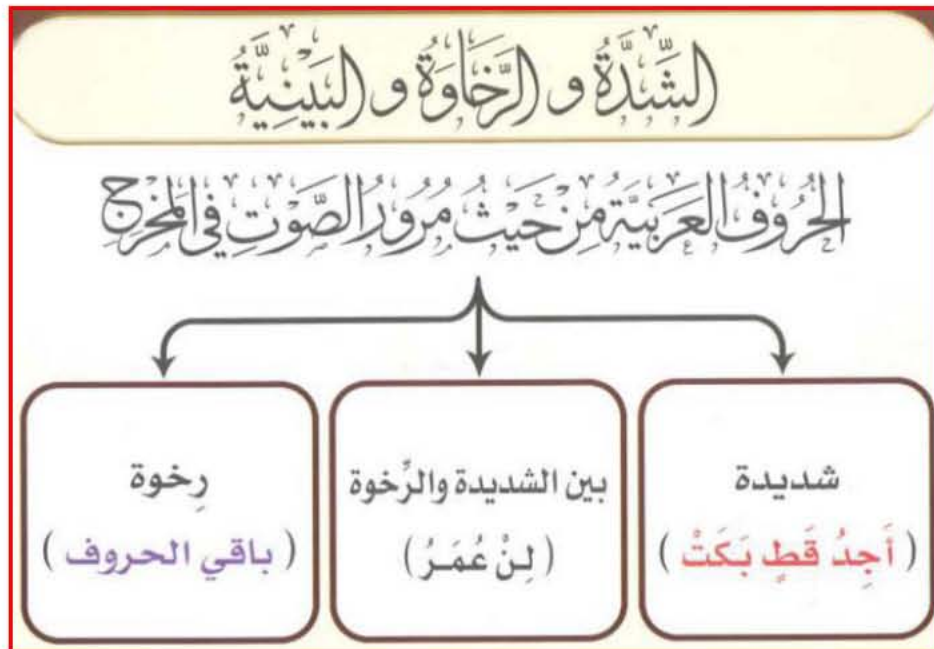 الشِّدَّةُ و الرَّخَاوَةُ و البَيْنِيَّةُ
الحُرُوفُ العَرَبِيَّةُ مِنْ حَيْثُ مُرُورُ الصَّوْتِ فِي المَخْرَجِ
شديدة
( أَجِدُ قَطٍ بَكَتْ )
بين الشديدة والرِّخوة
( لِنْ عُمَرُ )
رِخوة
( باقي الحروف )